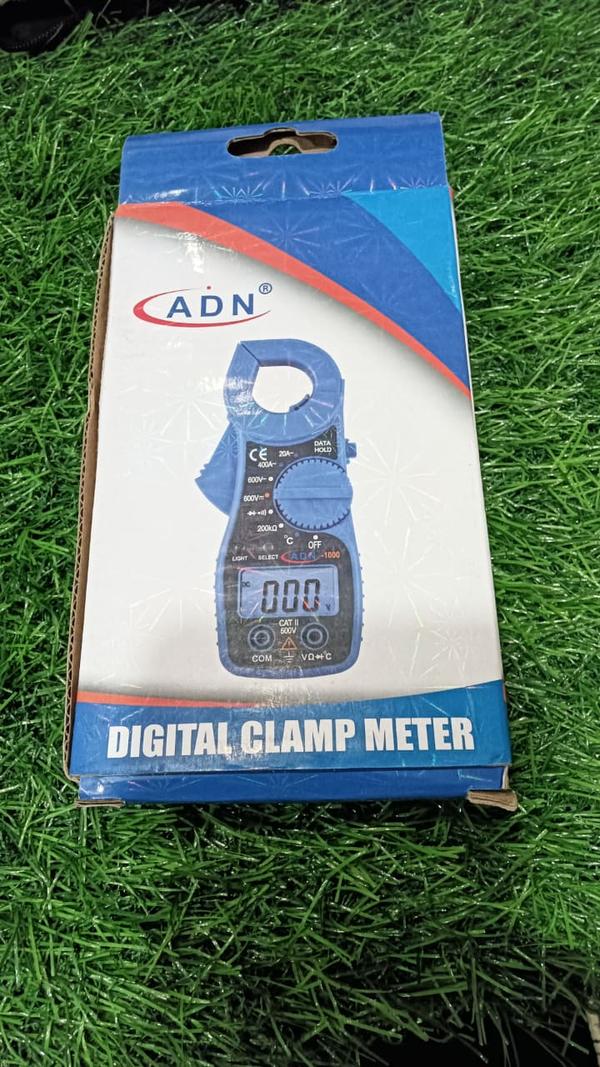 ADN®
CE
DATA
HOLD
20A~
400A~
600V~
600V⎓
200kΩ
°C
OFF
LIGHT
SELECT
ADN -1000
DC
000
V
CAT II
500V
COM
VΩ°C
DIGITAL CLAMP METER